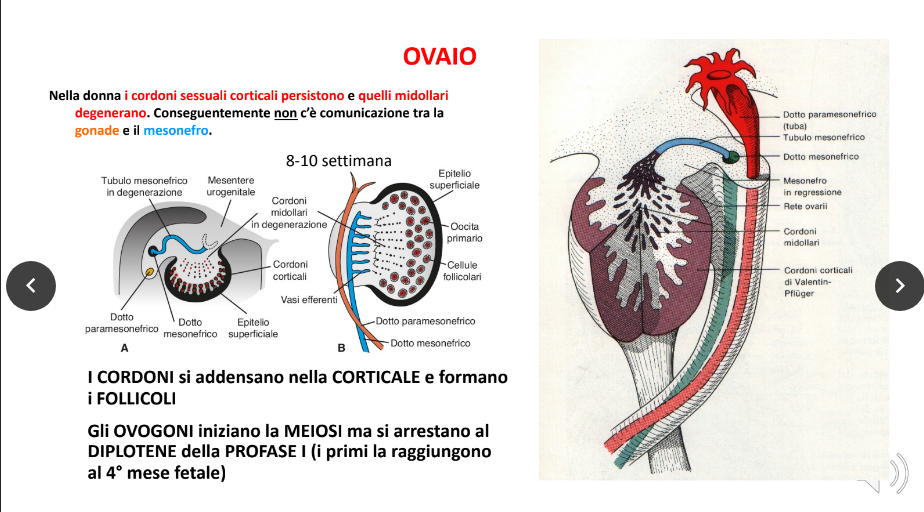 OVAIO
Nella donna i cordoni sessuali corticali persistono e quelli midollari
degenerano. Conseguentemente non c'è comunicazione tra la
gonade e il mesonefro.
8-10 settimana
Tubulo mesonefrico
in degenerazione
Mesentere
urogenitale
Cordoni
midollari
in degenerazione
Epitelio
superficiale
Oocita
primario
Cordoni
corticali
Cellule
follicolari
Vasi efferenti
Dotto
paramesonefrico
Dotto
mesonefrico
Epitelio
superficiale
Dotto paramesonefrico
Dotto mesonefrico
A
B
I CORDONI si addensano nella CORTICALE e formano
i FOLLICOLI
Gli OVOGONI iniziano la MEIOSI ma si arrestano al
DIPLOTENE della PROFASE I (i primi la raggiungono
al 4° mese fetale)
Dotto paramesonefrico
(tuba)
Tubulo mesonefrico
Dotto mesonefrico
Mesonefro
in regressione
Rete ovarii
Cordoni
midollari
Cordoni corticali
di Valentin-
Pflüger